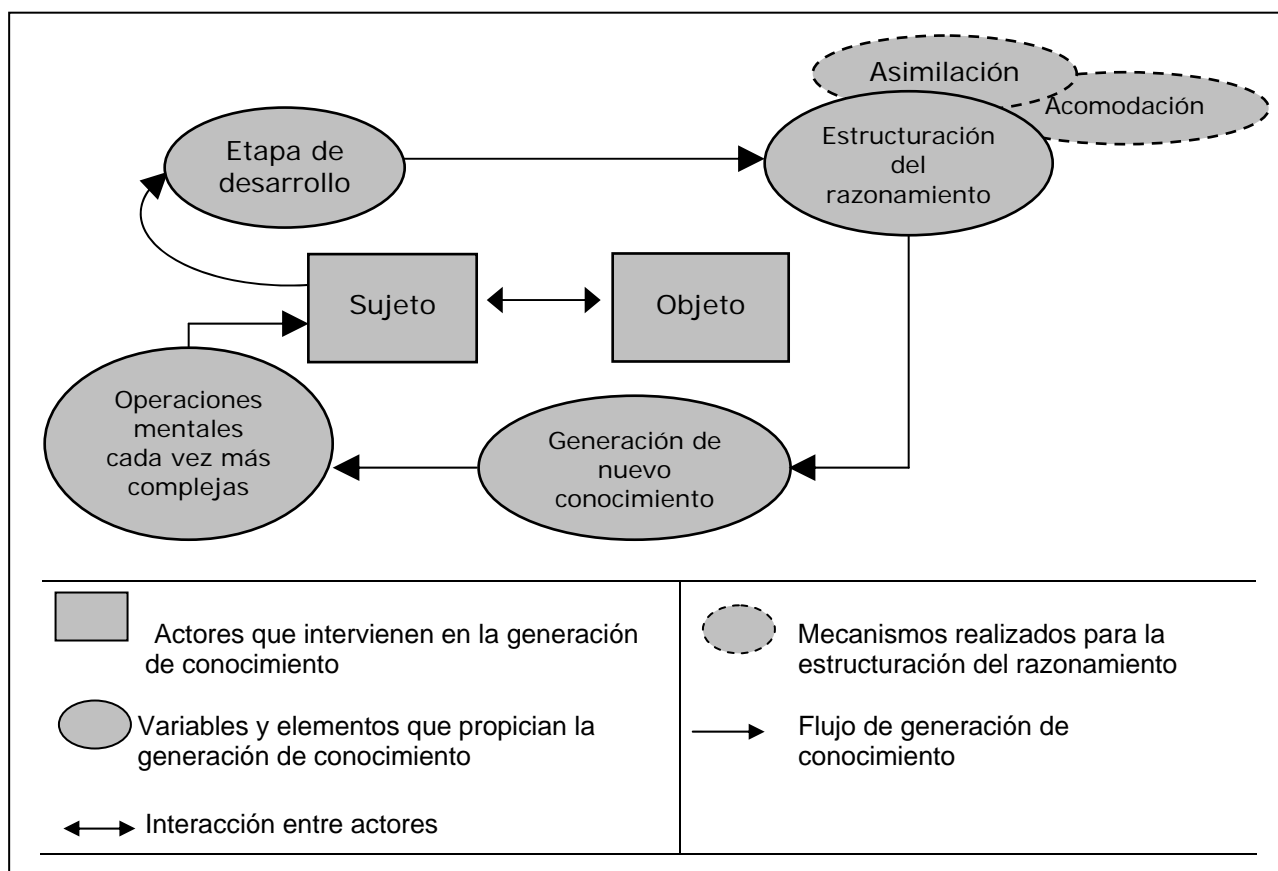 Asimilación
Acomodación
Etapa de
desarrollo
Estructuración
del
razonamiento
Sujeto
Objeto
Operaciones
mentales
cada vez más
complejas
Generación de
nuevo
conocimiento
Actores que intervienen en la generación
de conocimiento
Variables y elementos que propician la
generación de conocimiento
Interacción entre actores
Mecanismos realizados para la
estructuración del razonamiento
Flujo de generación de
conocimiento